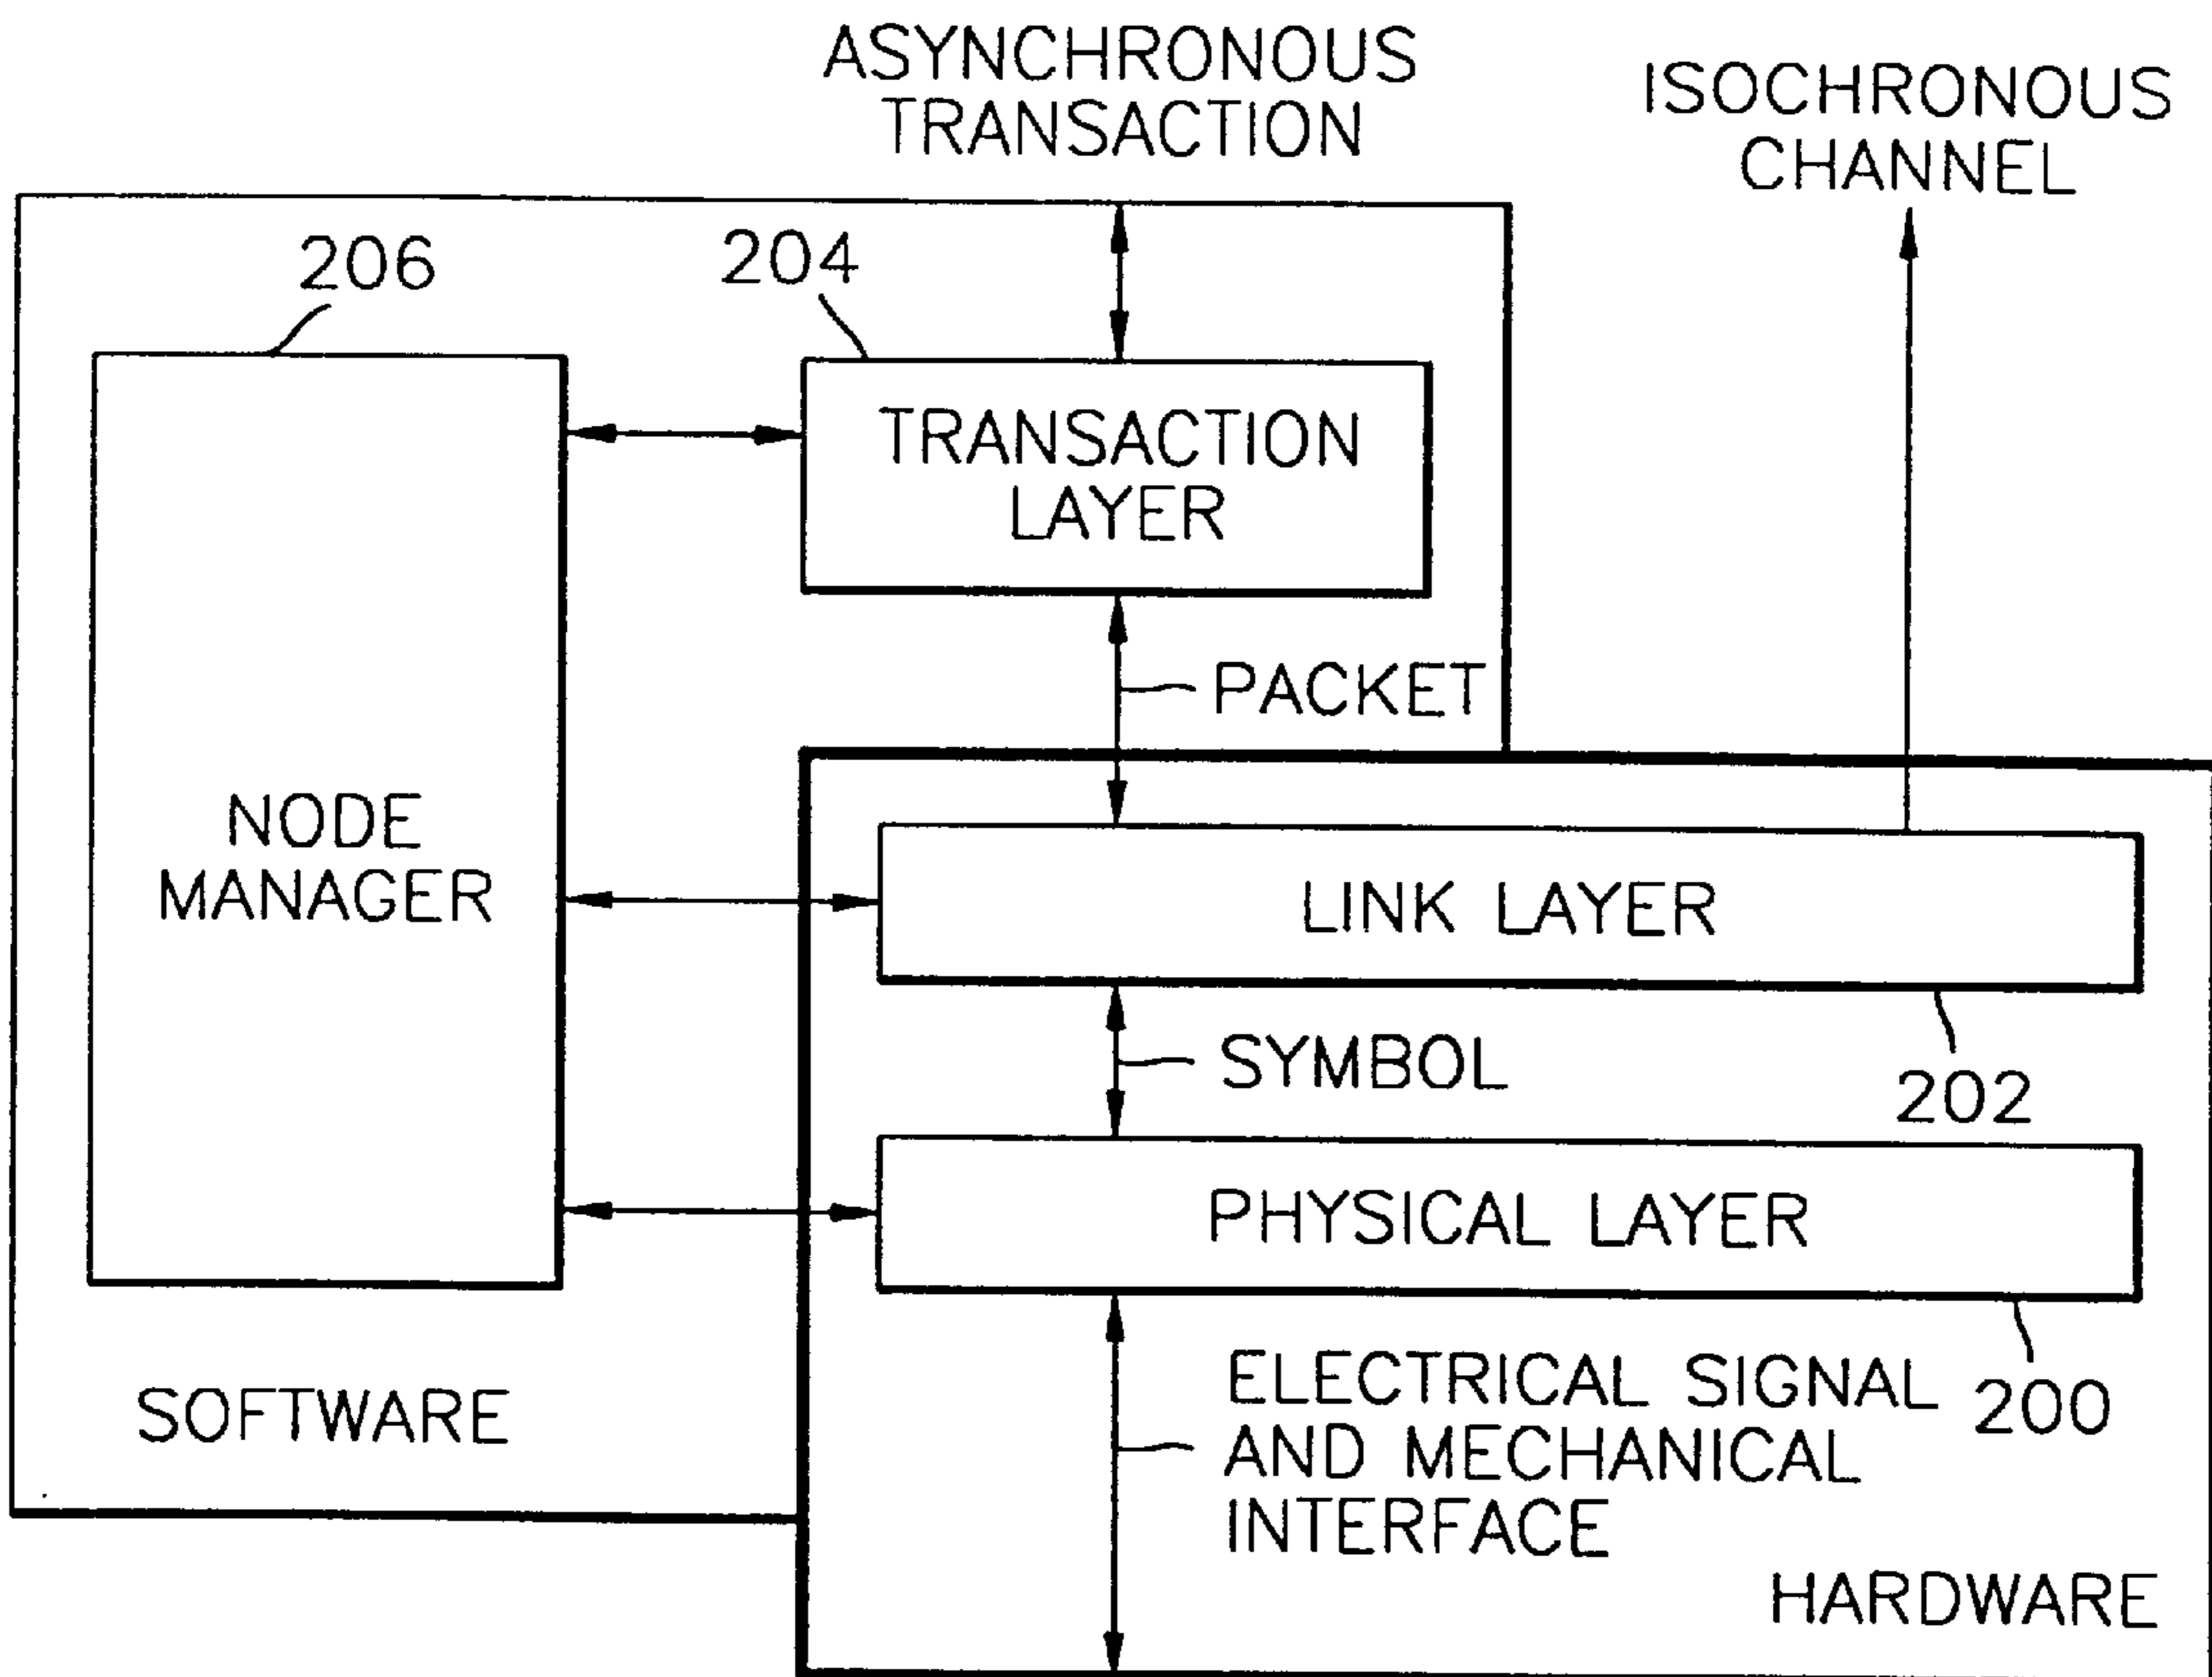 ASYNCHRONOUS
TRANSACTION
ISOCHRONOUS
CHANNEL
206
204
TRANSACTION
LAYER
PACKET
NODE
MANAGER
LINK LAYER
SYMBOL
202
PHYSICAL LAYER
ELECTRICAL SIGNAL
AND MECHANICAL
INTERFACE
200
SOFTWARE
HARDWARE